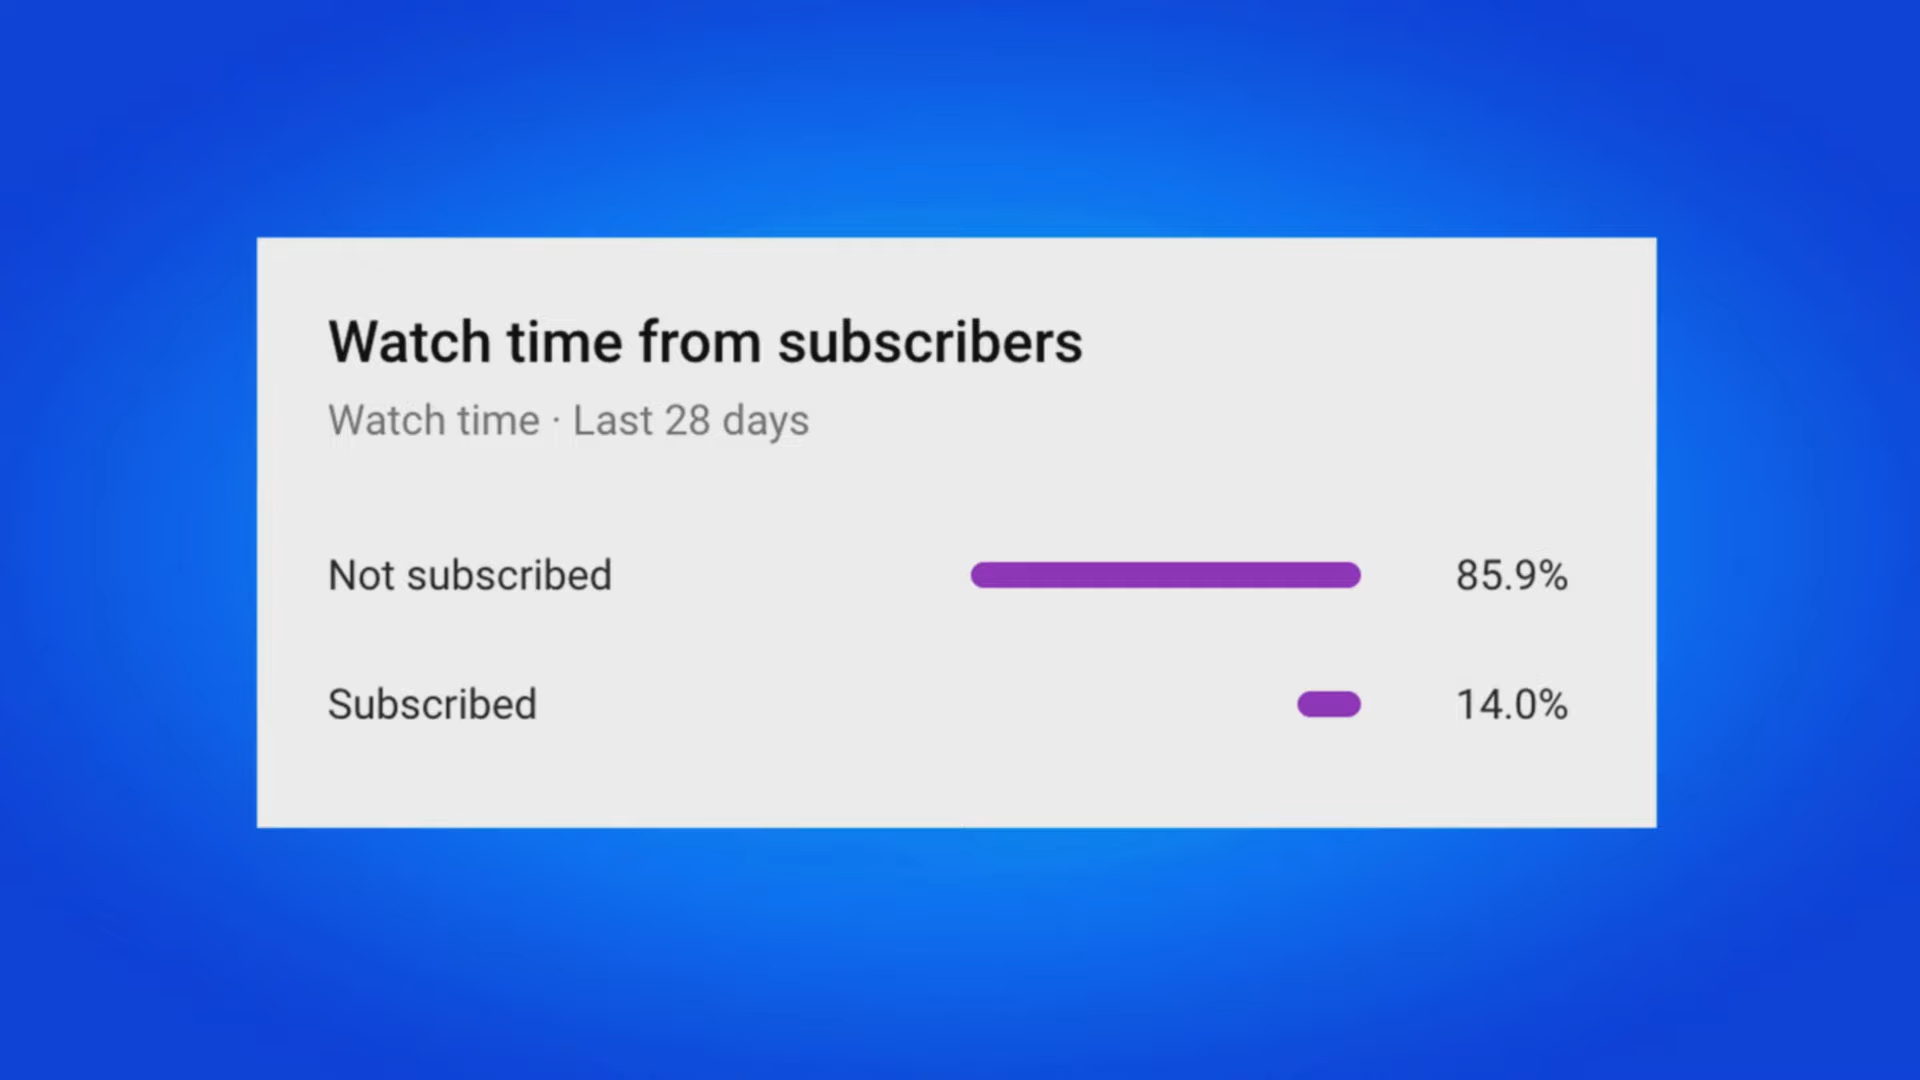 Watch time from subscribers
Watch time · Last 28 days
Not subscribed 85.9%
Subscribed 14.0%